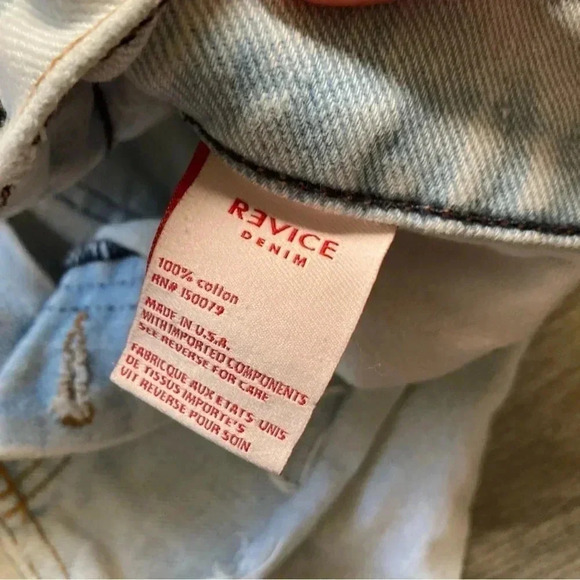 RƎVICE
DENIM
100% cotton
RN# 150079
MADE IN U.S.A.
WITH IMPORTED COMPONENTS
SEE REVERSE FOR CARE
FABRICQUE AUX ETATS UNIS
DE TISSUS IMPORTE'S
VIT REVERSE POUR SOIN